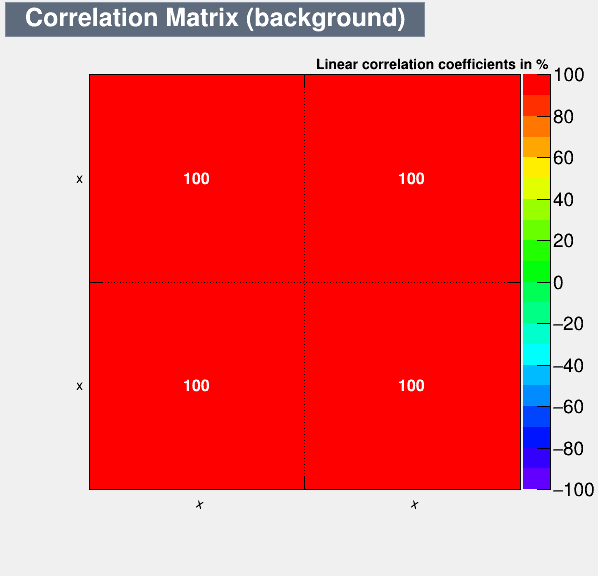 Correlation Matrix (background)
Linear correlation coefficients in %
100
80
60
40
20
0
−20
−40
−60
−80
−100
x
100
100
x
100
100
x
x